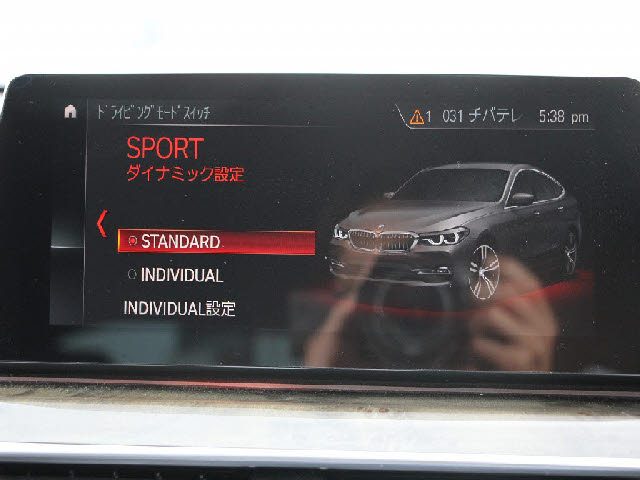 ドライビングモードスイッチ
1 031 チバテレ 5:38 pm
SPORT
ダイナミック設定
STANDARD
INDIVIDUAL
INDIVIDUAL設定